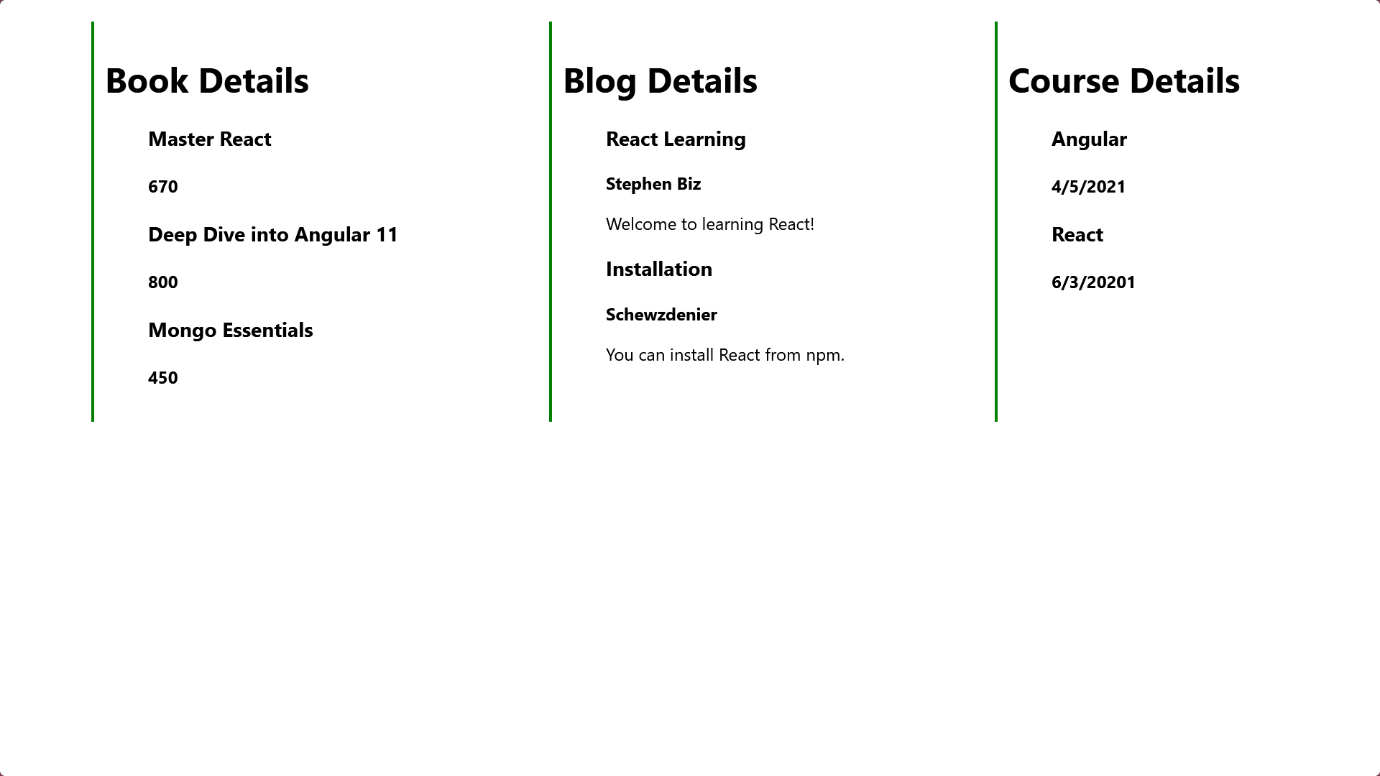 Book Details
Master React
670
Deep Dive into Angular 11
800
Mongo Essentials
450
Blog Details
React Learning
Stephen Biz
Welcome to learning React!
Installation
Schewzdenier
You can install React from npm.
Course Details
Angular
4/5/2021
React
6/3/20201